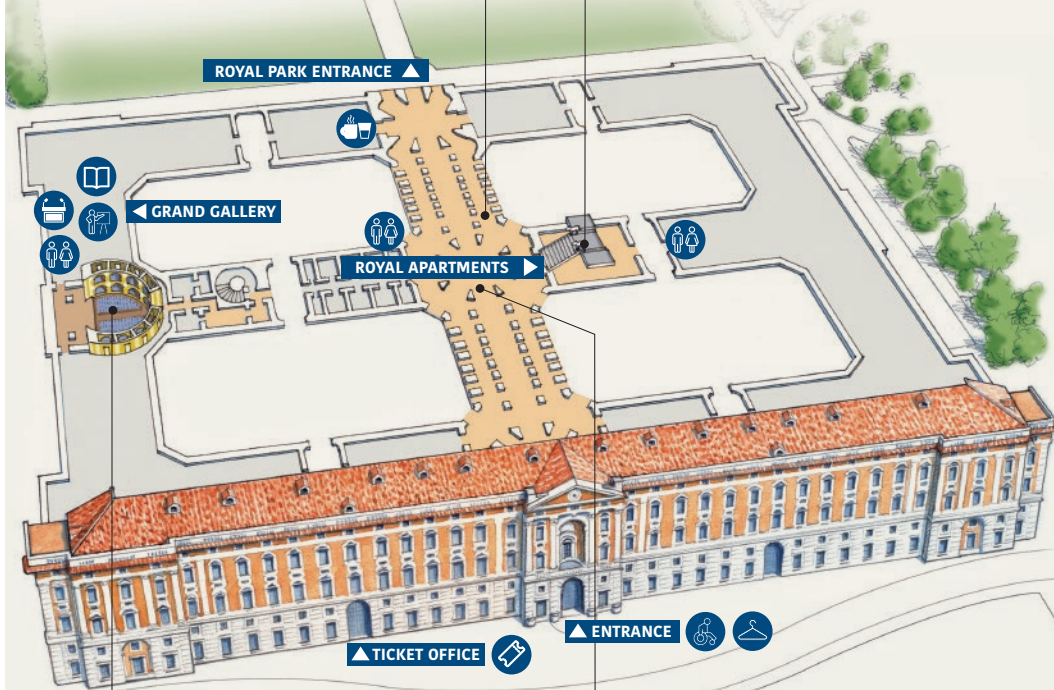 ROYAL PARK ENTRANCE
GRAND GALLERY
ROYAL APARTMENTS
ENTRANCE
TICKET OFFICE